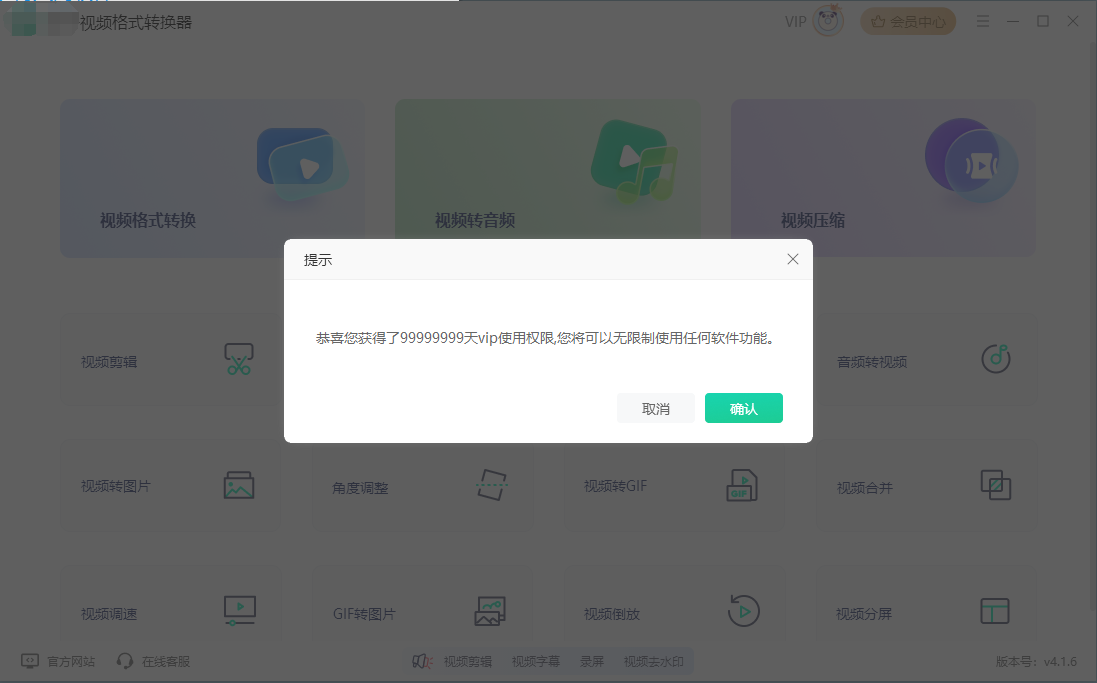 视频格式转换器
VIP
会员中心
视频格式转换
视频转音频
视频压缩
提示
恭喜您获得了99999999天vip使用权限,您将可以无限制使用任何软件功能。
取消
确认
视频剪辑
音频转视频
视频转图片
角度调整
视频转GIF
GIF
视频合并
视频调速
GIF转图片
视频倒放
视频分屏
官方网站
在线客服
视频剪辑
视频字幕
录屏
视频去水印
版本号：v4.1.6